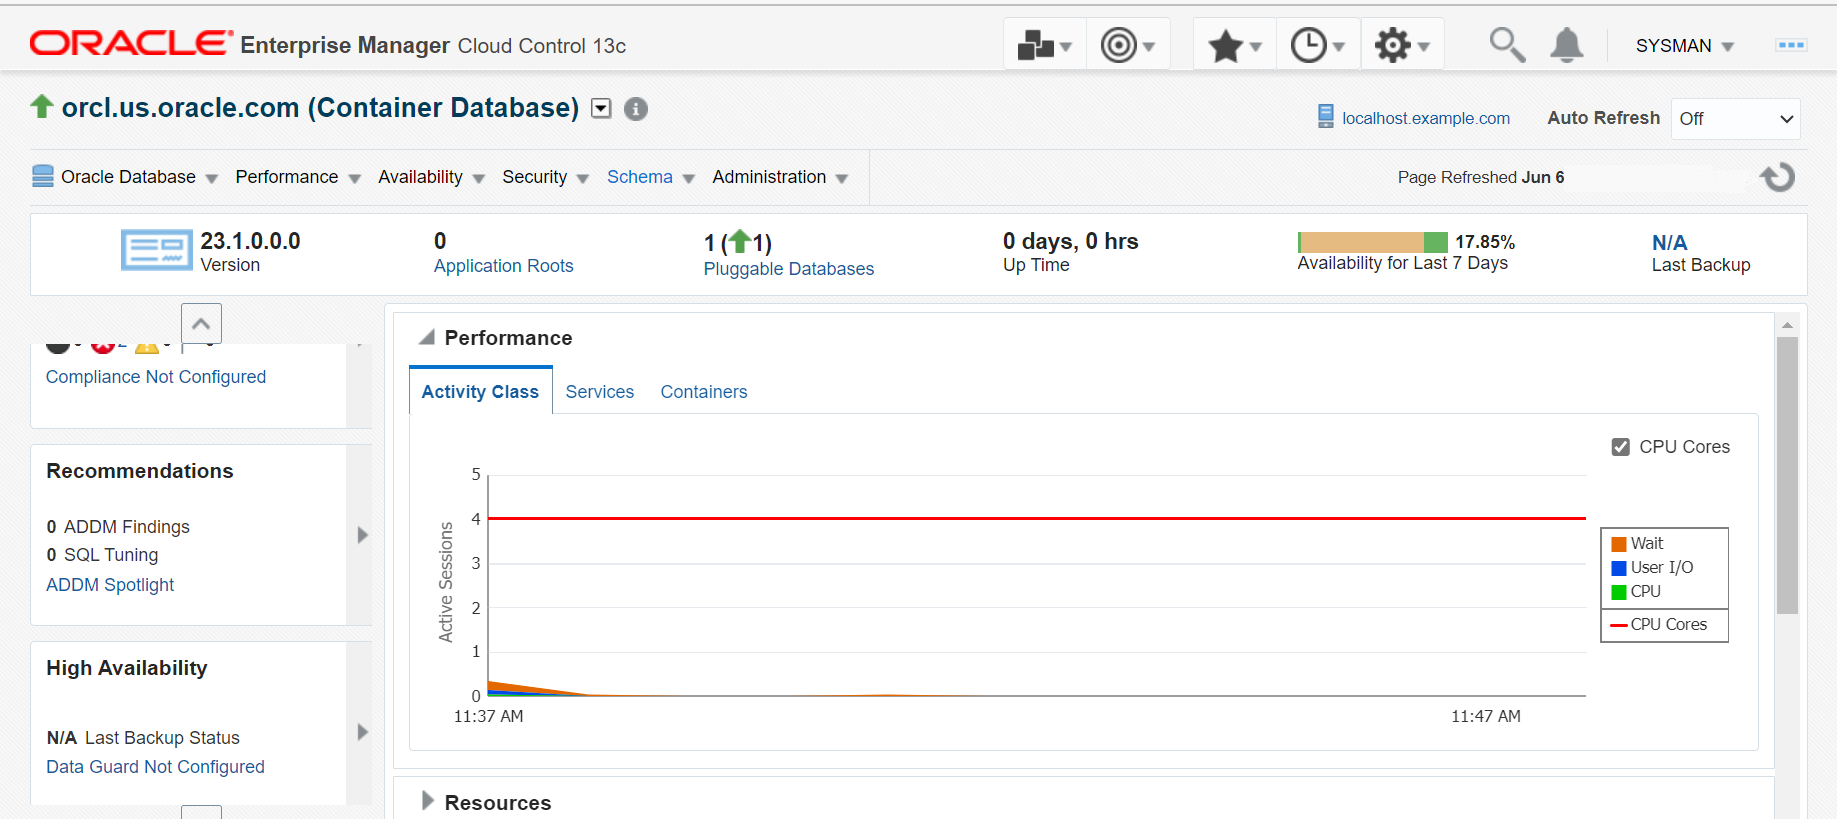 ORACLE Enterprise Manager Cloud Control 13c
SYSMAN
orcl.us.oracle.com (Container Database)
localhost.example.com
Auto Refresh
Off
Oracle Database
Performance
Availability
Security
Schema
Administration
Page Refreshed Jun 6
23.1.0.0.0
Version
0
Application Roots
1 (1)
Pluggable Databases
0 days, 0 hrs
Up Time
17.85%
Availability for Last 7 Days
N/A
Last Backup
Compliance Not Configured
Recommendations
0 ADDM Findings
0 SQL Tuning
ADDM Spotlight
High Availability
N/A Last Backup Status
Data Guard Not Configured
Performance
Activity Class
Services
Containers
CPU Cores
5
4
3
2
1
0
Active Sessions
11:37 AM
11:47 AM
Wait
User I/O
CPU
CPU Cores
Resources